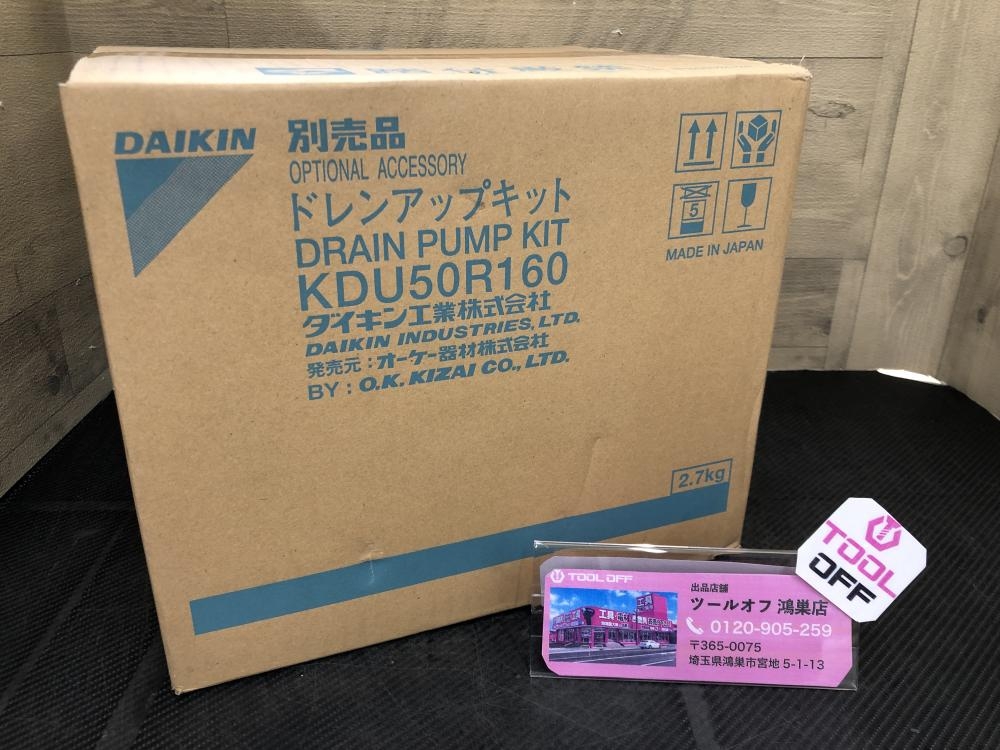 DAIKIN
別売品
OPTIONAL ACCESSORY
ドレンアップキット
DRAIN PUMP KIT
KDU50R160
ダイキン工業株式会社
DAIKIN INDUSTRIES, LTD.
発売元：オーケー器材株式会社
BY : O.K. KIZAI CO., LTD.
5
MADE IN JAPAN
2.7kg
TOOL OFF
TOOL OFF
工具
出品店舗
ツールオフ 鴻巣店
0120-905-259
〒365-0075
埼玉県鴻巣市宮地 5-1-13